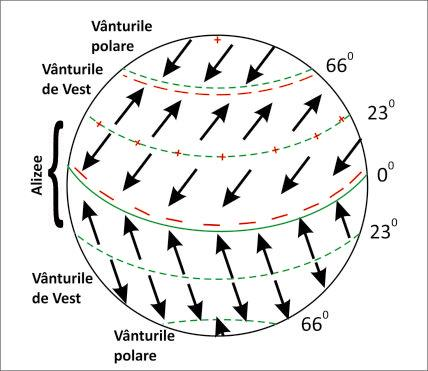 Vânturile
polare
66⁰
Vânturile
de Vest
23⁰
Alizee
0⁰
23⁰
Vânturile
de Vest
66⁰
Vânturile
polare